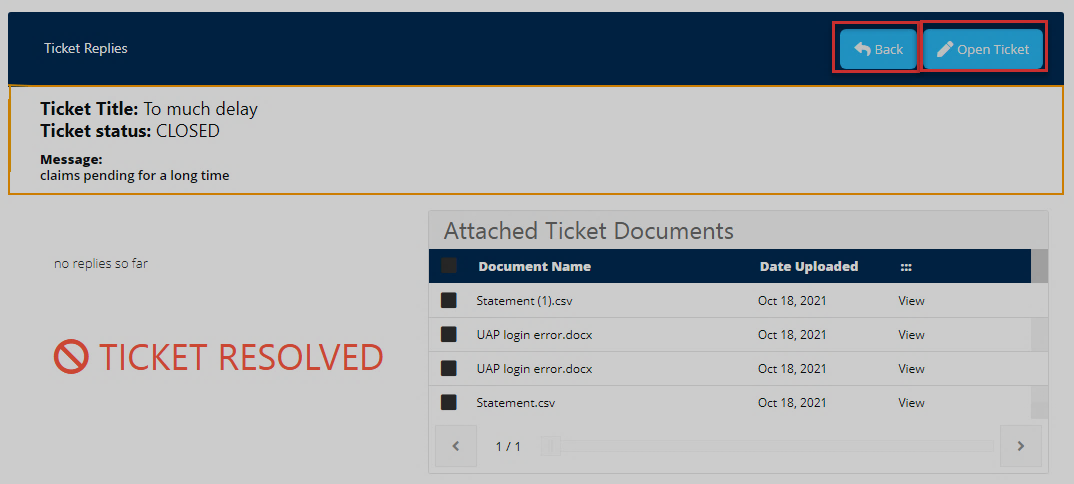 Ticket Replies
Back
Open Ticket
Ticket Title: To much delay
Ticket status: CLOSED
Message:
claims pending for a long time
no replies so far
TICKET RESOLVED
Attached Ticket Documents
Document Name Date Uploaded :::
Statement (1).csv Oct 18, 2021 View
UAP login error.docx Oct 18, 2021 View
UAP login error.docx Oct 18, 2021 View
Statement.csv Oct 18, 2021 View
1 / 1